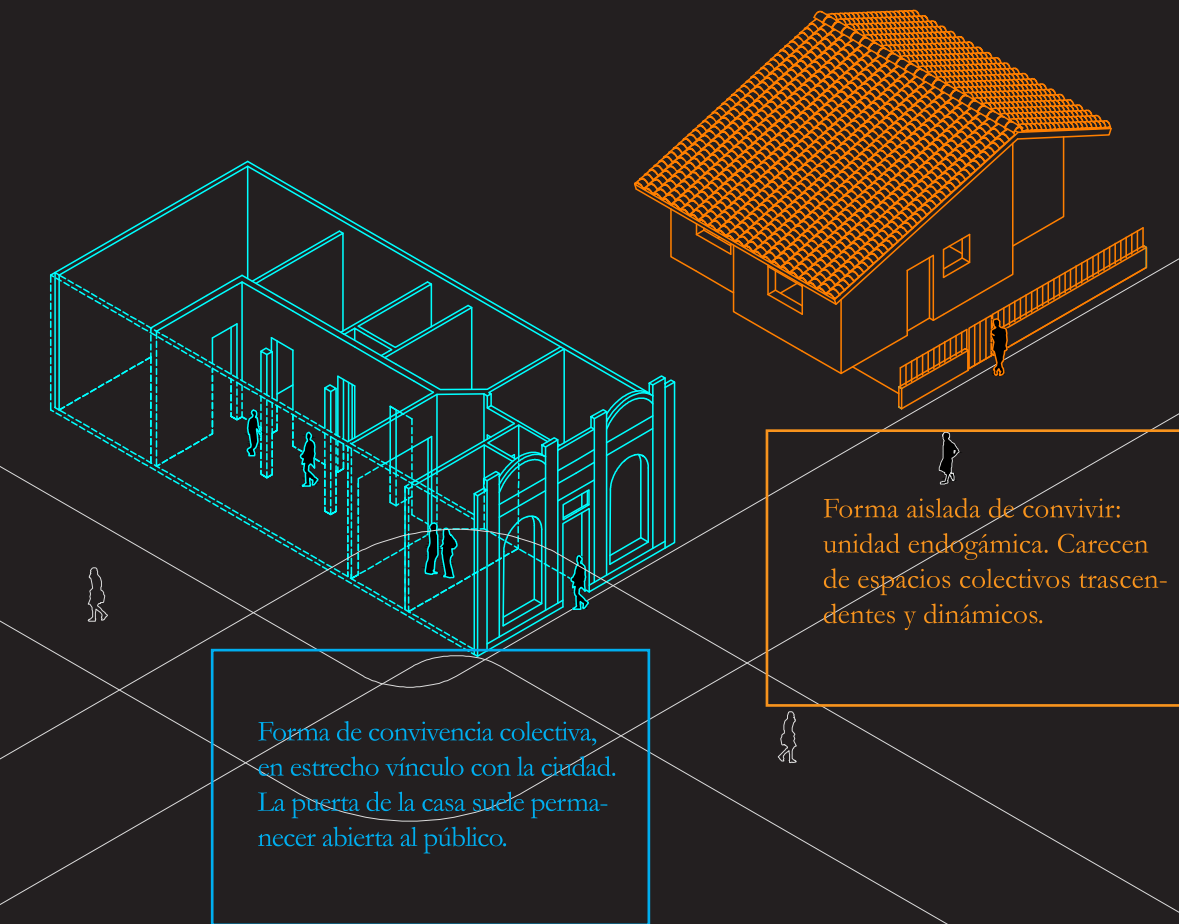 Forma aislada de convivir:
unidad endogámica. Carecen
de espacios colectivos trascen-
dentes y dinámicos.
Forma de convivencia colectiva,
en estrecho vínculo con la ciudad.
La puerta de la casa suele perma-
necer abierta al público.